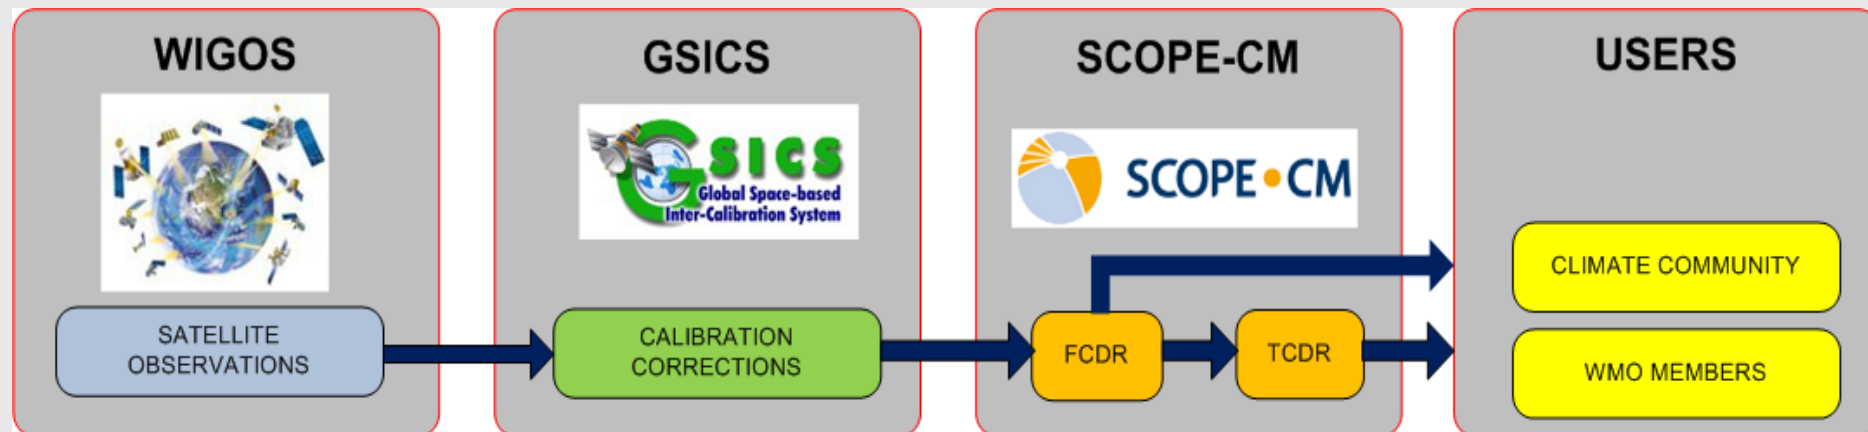 WIGOS
SATELLITE
OBSERVATIONS
GSICS
GSICS
Global Space-based
Inter-Calibration System
CALIBRATION
CORRECTIONS
SCOPE-CM
SCOPE•CM
FCDR
TCDR
USERS
CLIMATE COMMUNITY
WMO MEMBERS